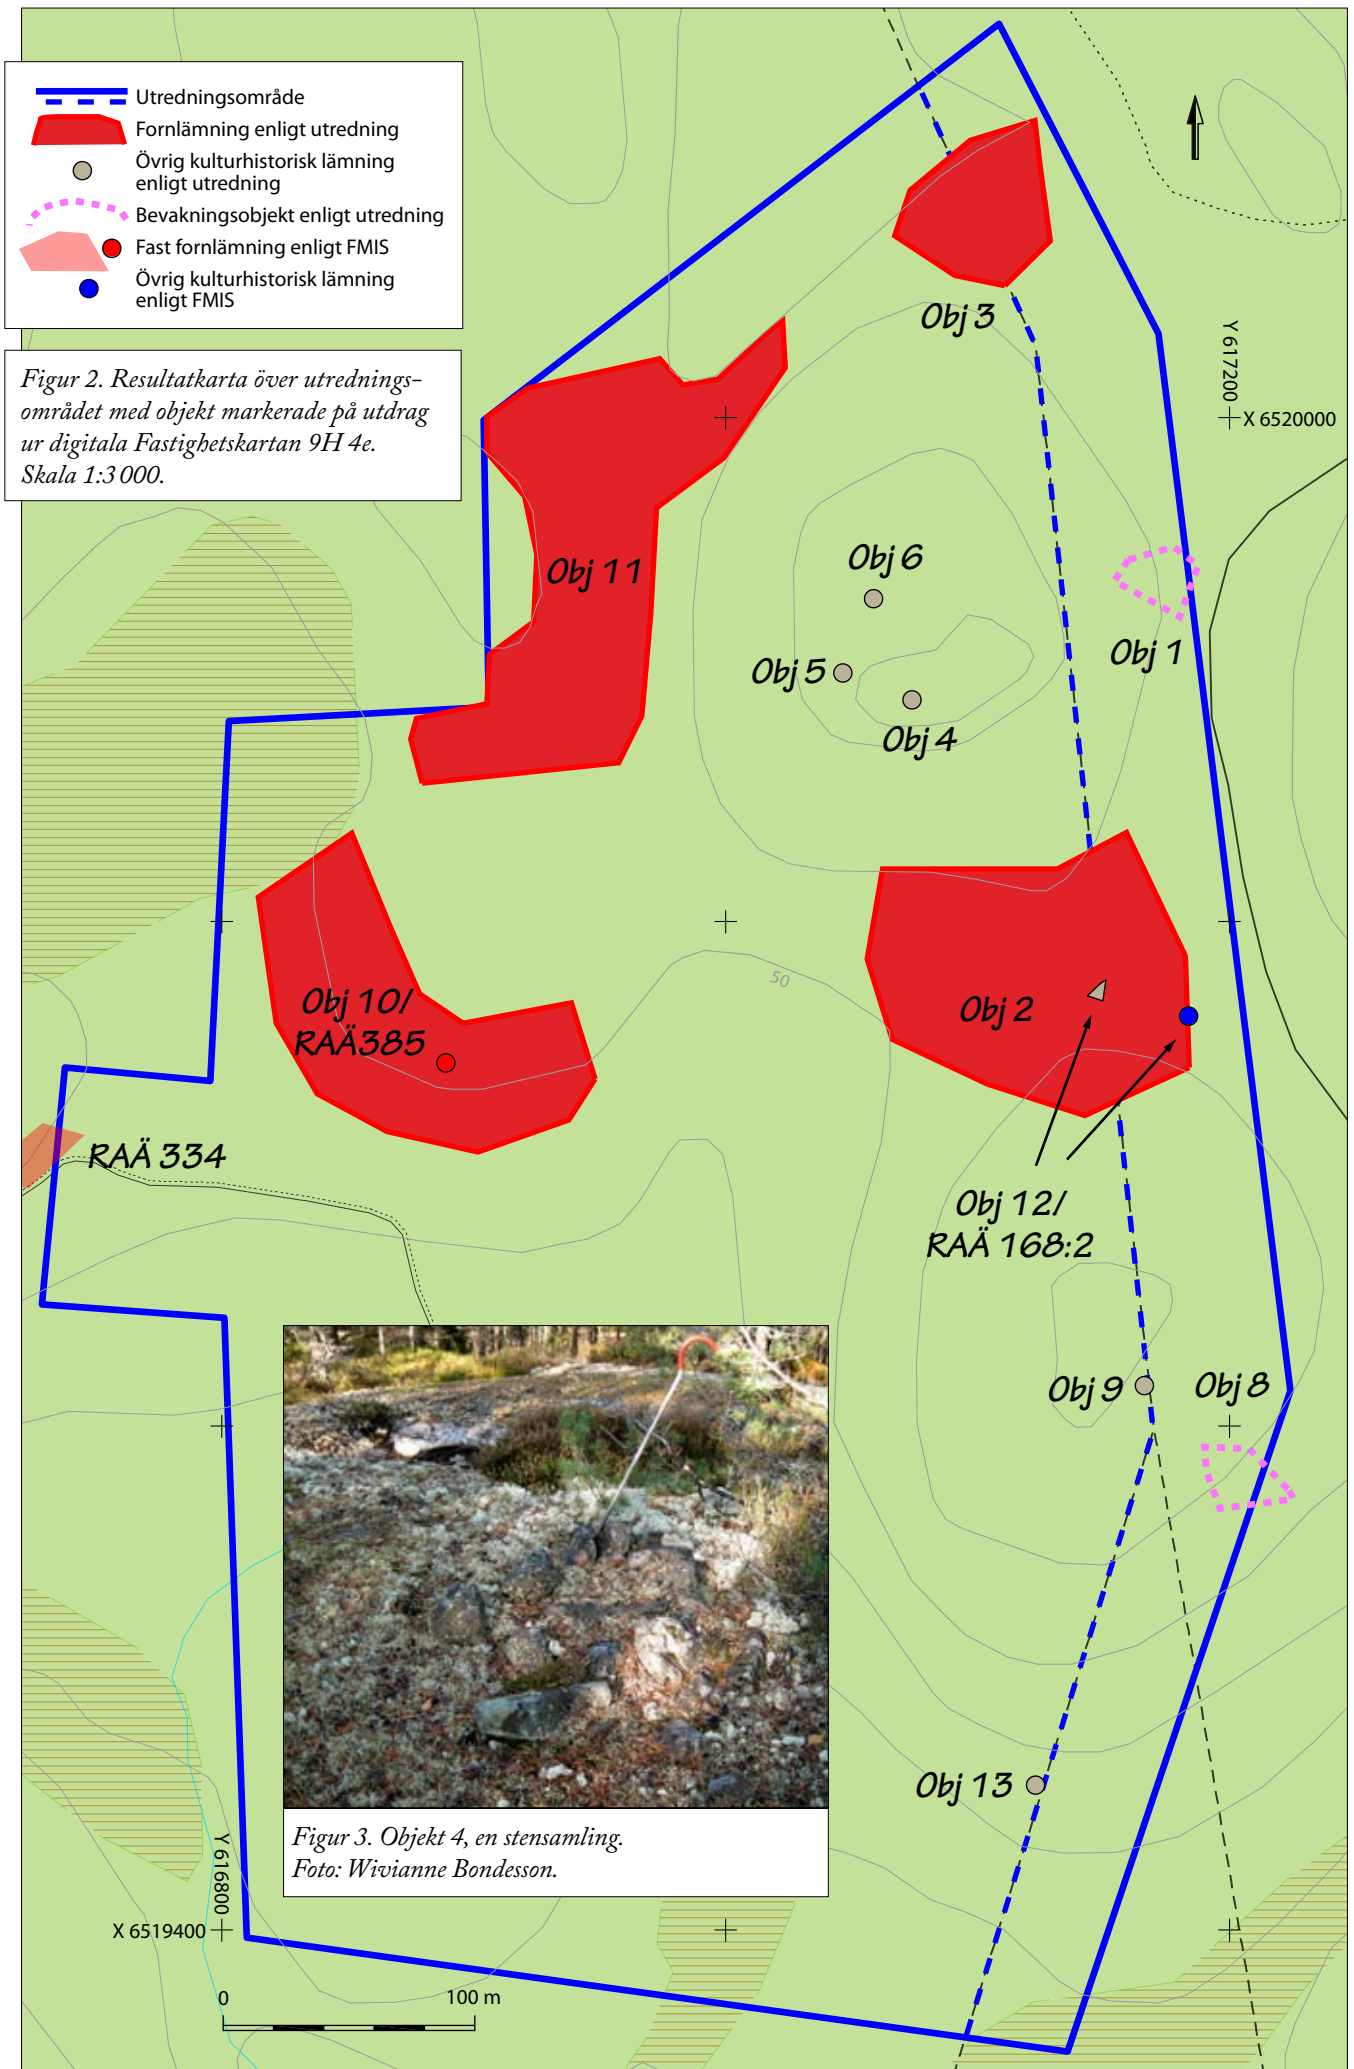 Utredningsområde
Fornlämning enligt utredning
Övrig kulturhistorisk lämning
enligt utredning
Bevakningsobjekt enligt utredning
Fast fornlämning enligt FMIS
Övrig kulturhistorisk lämning
enligt FMIS
Figur 2. Resultatkarta över utrednings-
området med objekt markerade på utdrag
ur digitala Fastighetskartan 9H 4e.
Skala 1:3 000.
Obj 3
Y 617200
X 6520000
Obj 11
Obj 6
Obj 5
Obj 4
Obj 1
50
Obj 2
Obj 10/
RAÄ385
RAÄ 334
Obj 12/
RAÄ 168:2
Obj 9
Obj 8
Obj 13
Figur 3. Objekt 4, en stensamling.
Foto: Wivianne Bondesson.
Y 616800
X 6519400
0
100 m